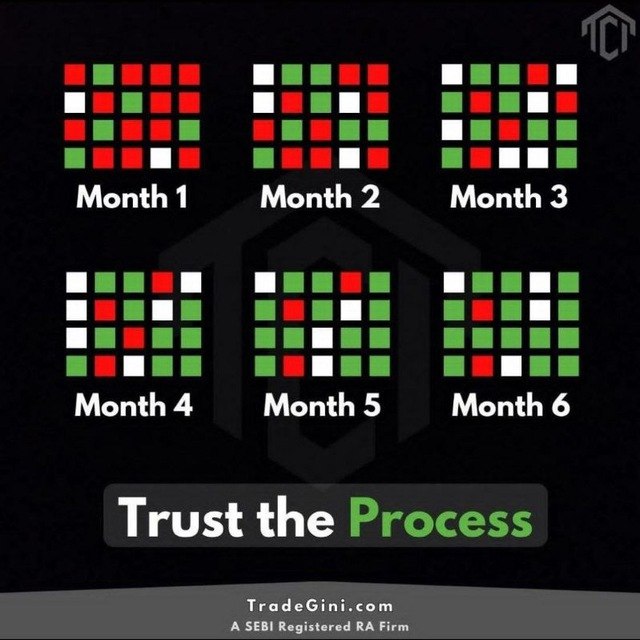 TCI
Month 1
Month 2
Month 3
Month 4
Month 5
Month 6
Trust the Process
TradeGini.com
A SEBI Registered RA Firm